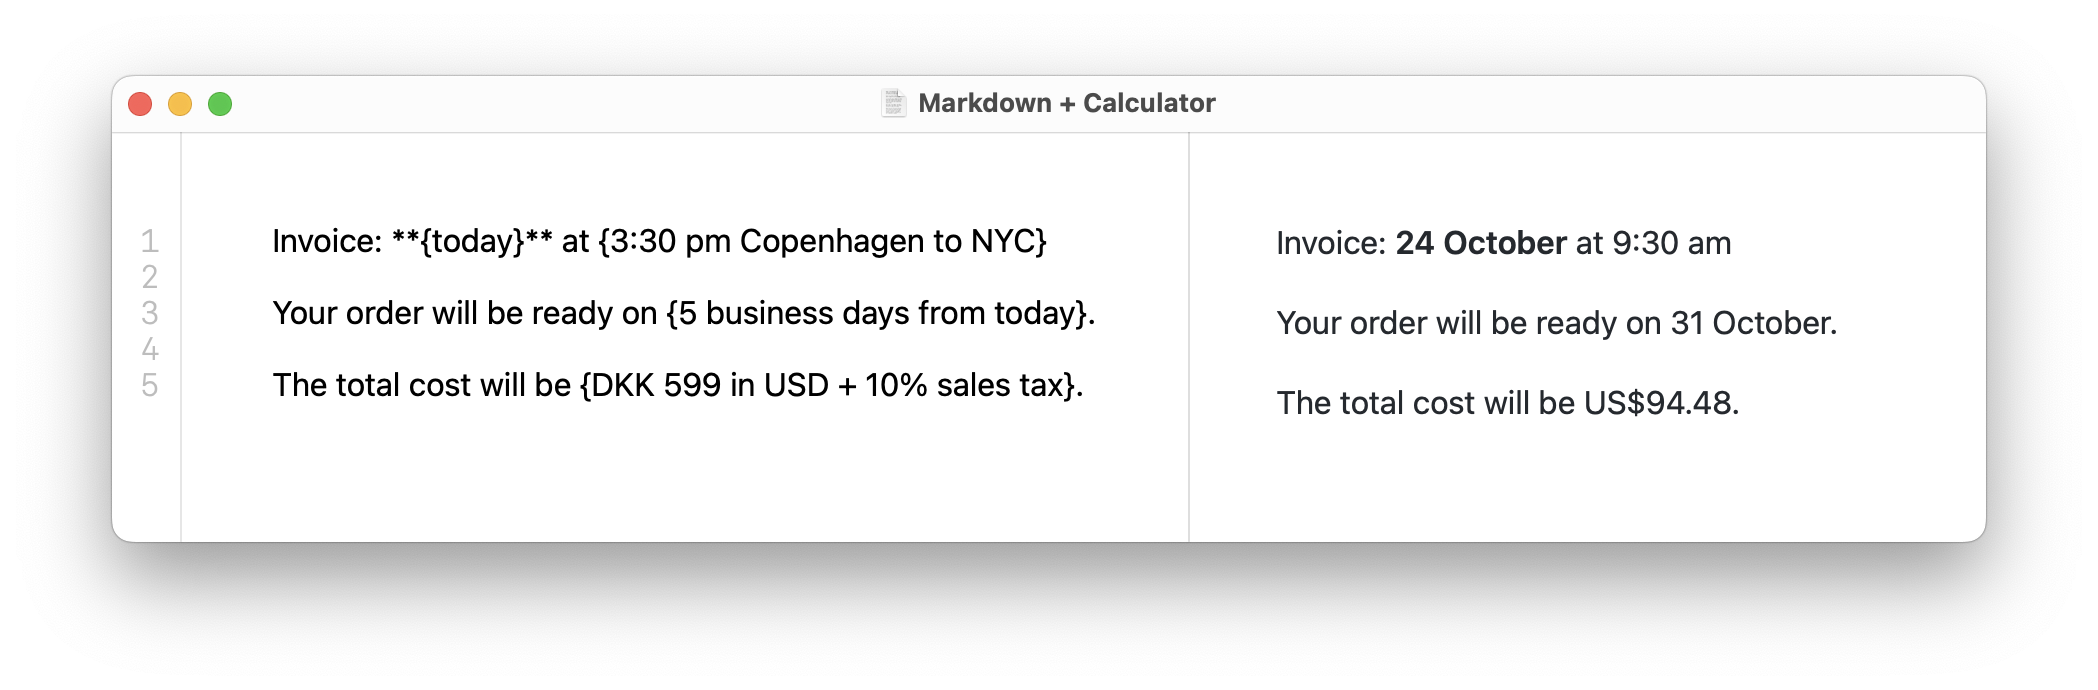 Markdown + Calculator
1 Invoice: **{today}** at {3:30 pm Copenhagen to NYC}
2
3 Your order will be ready on {5 business days from today}.
4
5 The total cost will be {DKK 599 in USD + 10% sales tax}.
Invoice: 24 October at 9:30 am
Your order will be ready on 31 October.
The total cost will be US$94.48.